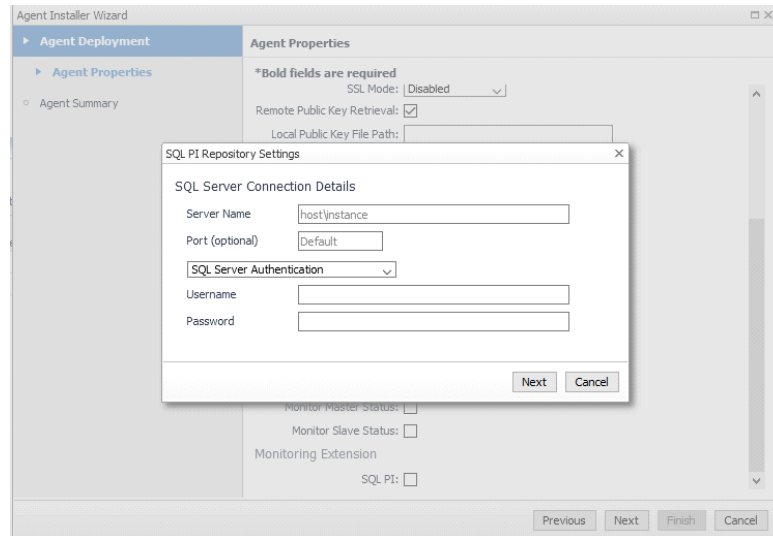 Agent Installer Wizard
Agent Deployment
Agent Properties
Agent Summary
Agent Properties
*Bold fields are required
SSL Mode: Disabled
Remote Public Key Retrieval:
Local Public Key File Path:
SQL PI Repository Settings
SQL Server Connection Details
Server Name host\instance
Port (optional) Default
SQL Server Authentication
Username
Password
Next Cancel
Monitor Master Status:
Monitor Slave Status:
Monitoring Extension
SQL PI:
Previous Next Finish Cancel